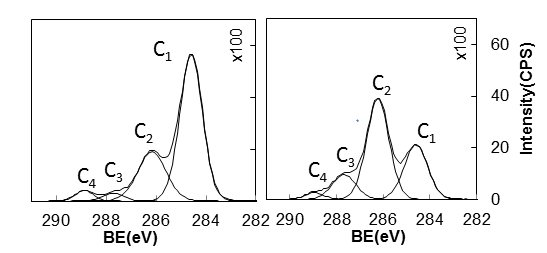 C1
C2
C3
C4
x100
290 288 286 284 282
BE(eV)
C2
C1
C3
C4
x100
290 288 286 284 282
BE(eV)
60
40
20
0
Intensity(CPS)